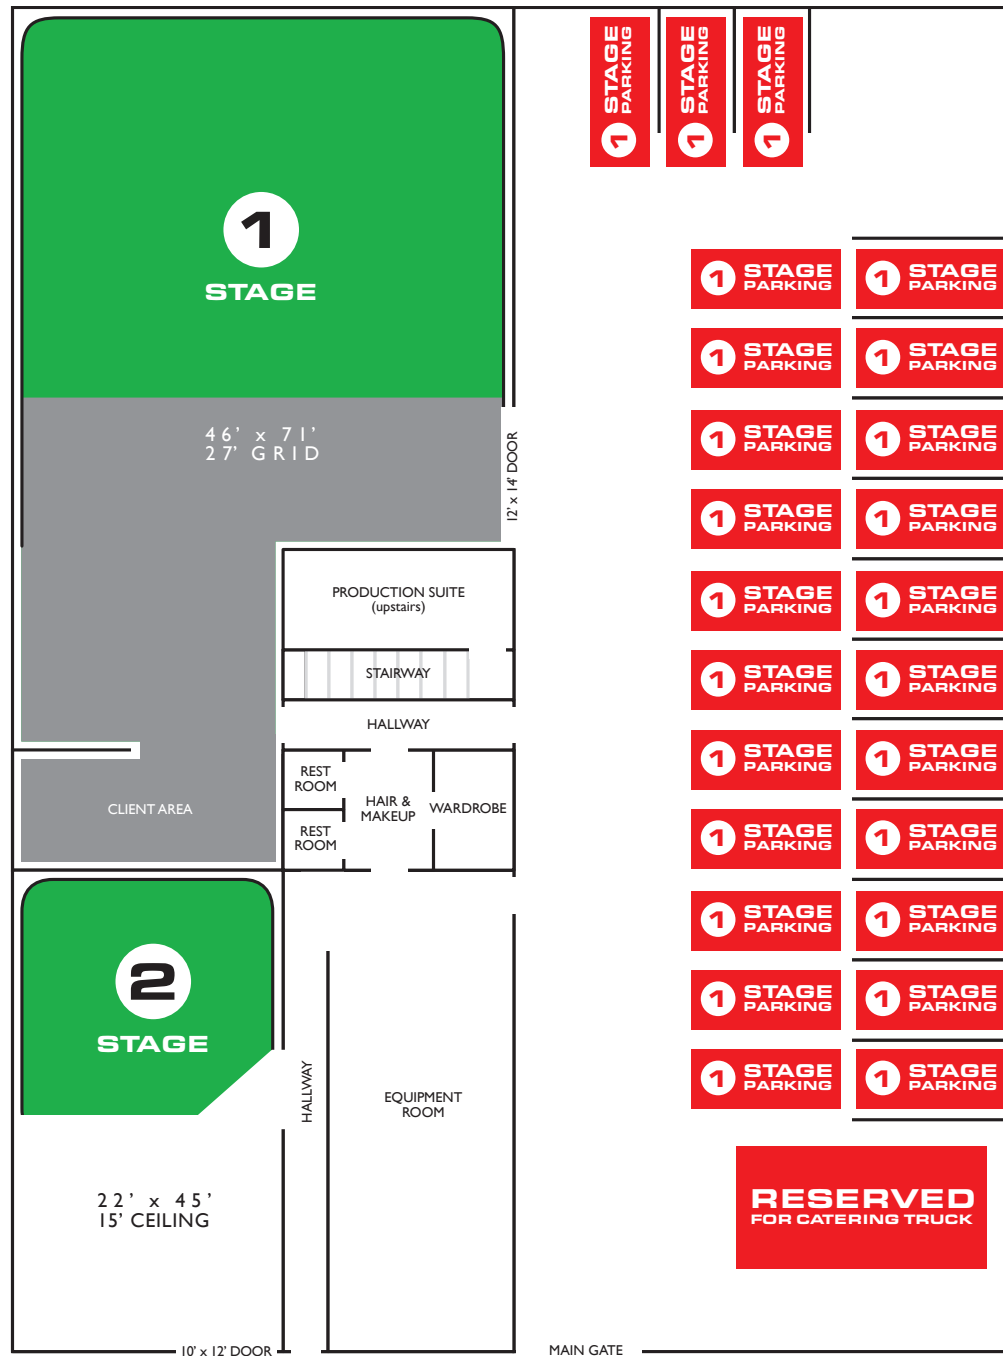 1
STAGE
46’ x 71’
27’ GRID
12’ x 14’ DOOR
PRODUCTION SUITE
(upstairs)
STAIRWAY
HALLWAY
REST
ROOM
HAIR &
MAKEUP
WARDROBE
REST
ROOM
CLIENT AREA
2
STAGE
HALLWAY
EQUIPMENT
ROOM
22’ x 45’
15’ CEILING
10’ x 12’ DOOR
MAIN GATE
1 STAGE
PARKING
1 STAGE
PARKING
1 STAGE
PARKING
1 STAGE
PARKING
1 STAGE
PARKING
1 STAGE
PARKING
1 STAGE
PARKING
1 STAGE
PARKING
1 STAGE
PARKING
1 STAGE
PARKING
1 STAGE
PARKING
1 STAGE
PARKING
1 STAGE
PARKING
1 STAGE
PARKING
1 STAGE
PARKING
1 STAGE
PARKING
1 STAGE
PARKING
1 STAGE
PARKING
1 STAGE
PARKING
1 STAGE
PARKING
1 STAGE
PARKING
1 STAGE
PARKING
1 STAGE
PARKING
1 STAGE
PARKING
1 STAGE
PARKING
RESERVED
FOR CATERING TRUCK